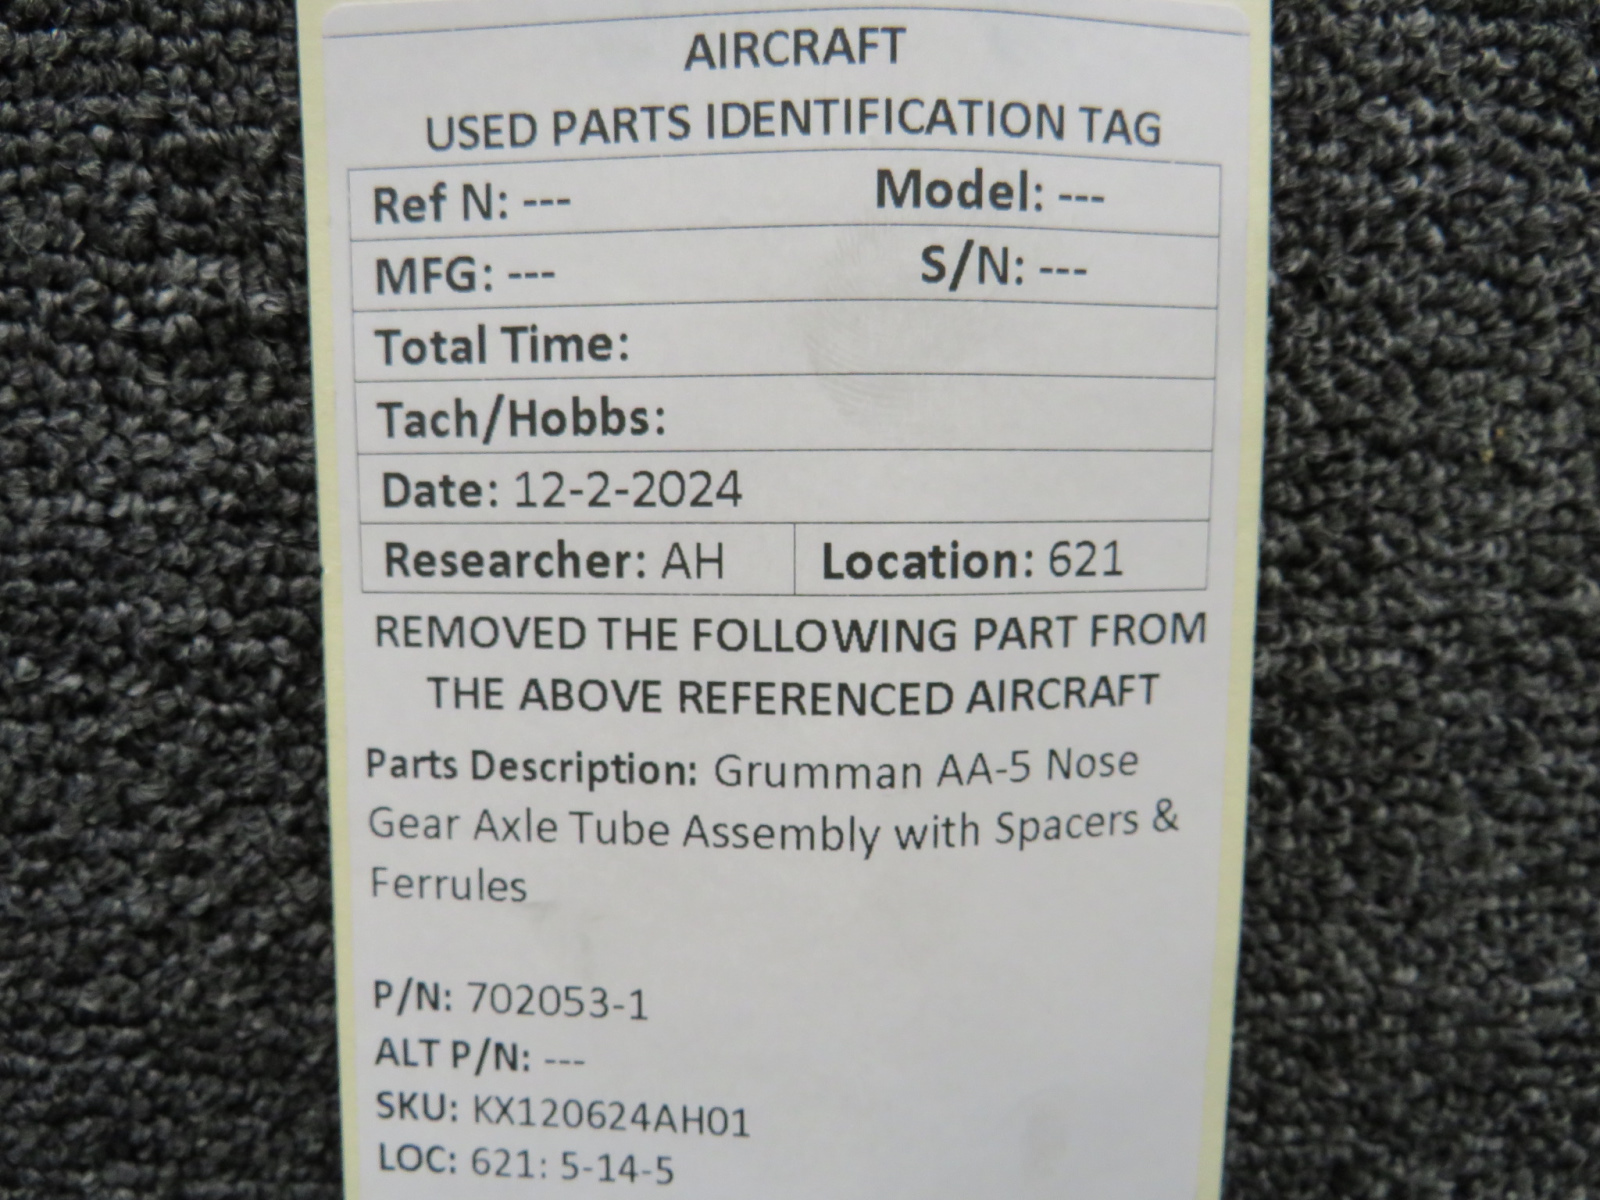 AIRCRAFT
USED PARTS IDENTIFICATION TAG
Ref N: --- Model: ---
MFG: --- S/N: ---
Total Time:
Tach/Hobbs:
Date: 12-2-2024
Researcher: AH Location: 621
REMOVED THE FOLLOWING PART FROM
THE ABOVE REFERENCED AIRCRAFT
Parts Description: Grumman AA-5 Nose
Gear Axle Tube Assembly with Spacers &
Ferrules
P/N: 702053-1
ALT P/N: ---
SKU: KX120624AH01
LOC: 621: 5-14-5